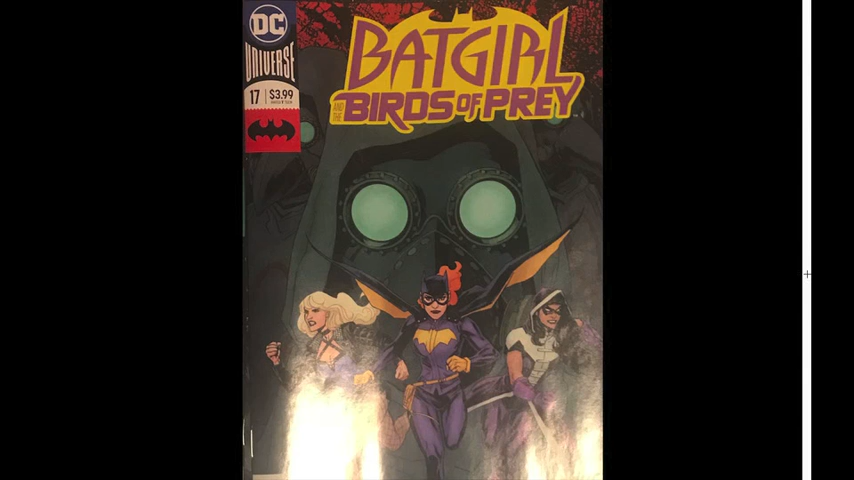 DC
UNIVERSE
17 $3.99
BATGIRL
AND THE
BIRDS OF PREY